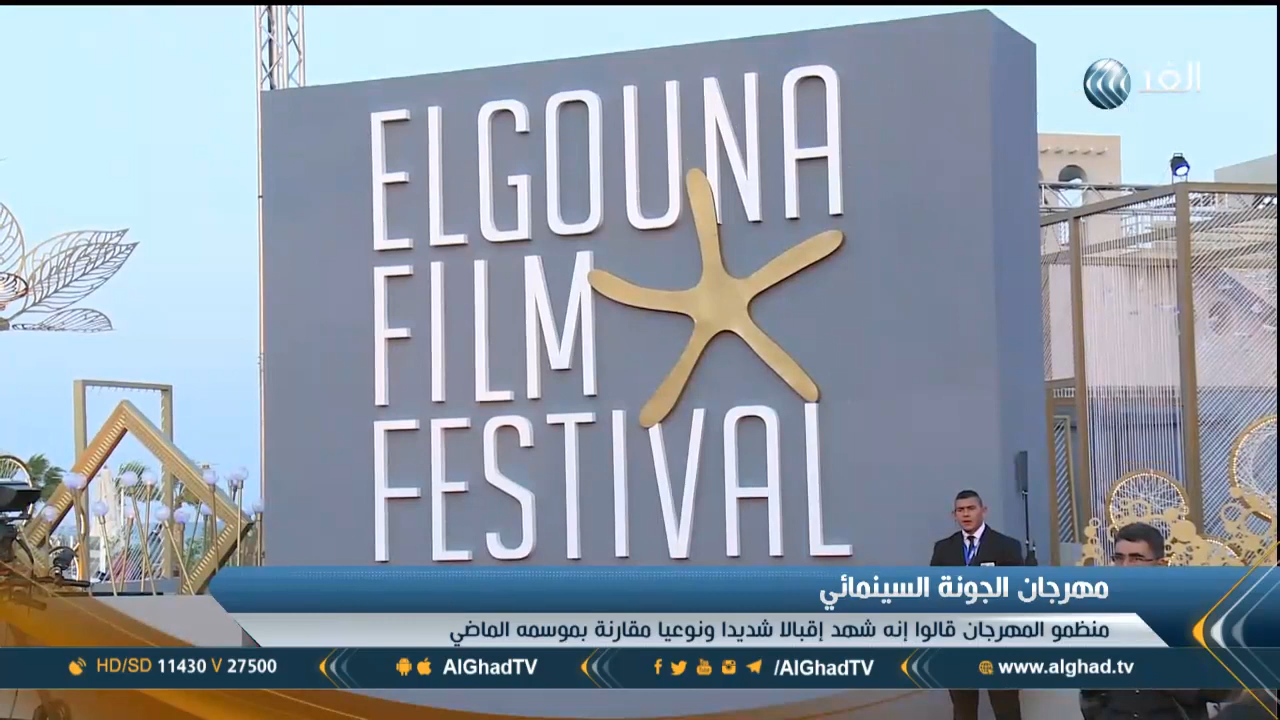 الغد
ELGOUNA
FILM
FESTIVAL
مهرجان الجونة السينمائي
منظمو المهرجان قالوا إنه شهد إقبالا شديدا ونوعيا مقارنة بموسمه الماضي
HD/SD 11430 V 27500 AlGhadTV /AlGhadTV www.alghad.tv